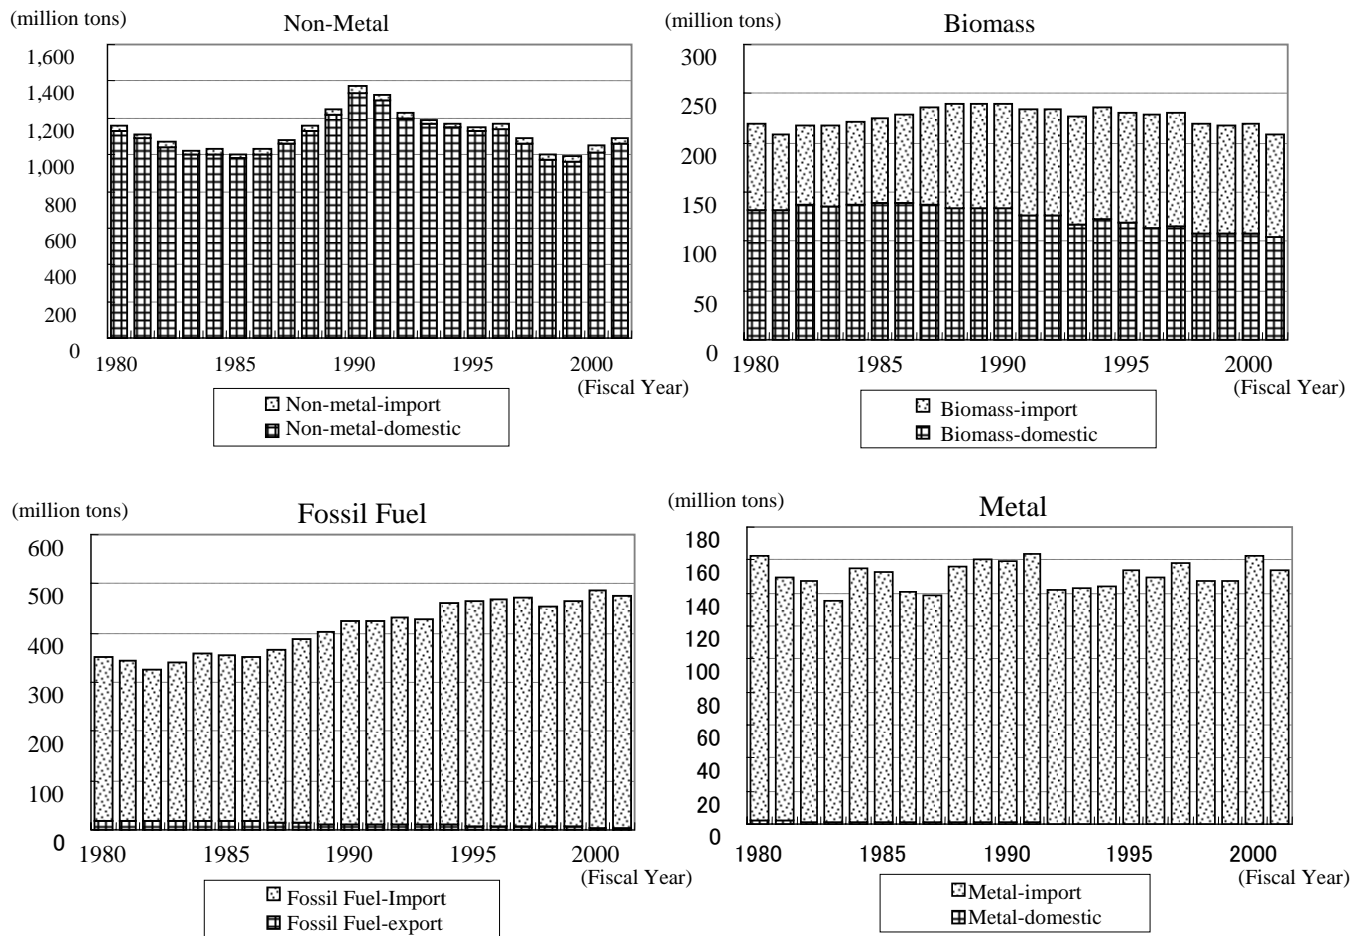 (million tons)
Non-Metal
1,600
1,400
1,200
1,000
800
600
400
200
0
1980 1985 1990 1995 2000
(Fiscal Year)
Non-metal-import
Non-metal-domestic
(million tons)
Biomass
300
250
200
150
100
50
0
1980 1985 1990 1995 2000
(Fiscal Year)
Biomass-import
Biomass-domestic
(million tons)
Fossil Fuel
600
500
400
300
200
100
0
1980 1985 1990 1995 2000
(Fiscal Year)
Fossil Fuel-Import
Fossil Fuel-export
(million tons)
Metal
180
160
140
120
100
80
60
40
20
0
1980 1985 1990 1995 2000
(Fiscal Year)
Metal-import
Metal-domestic